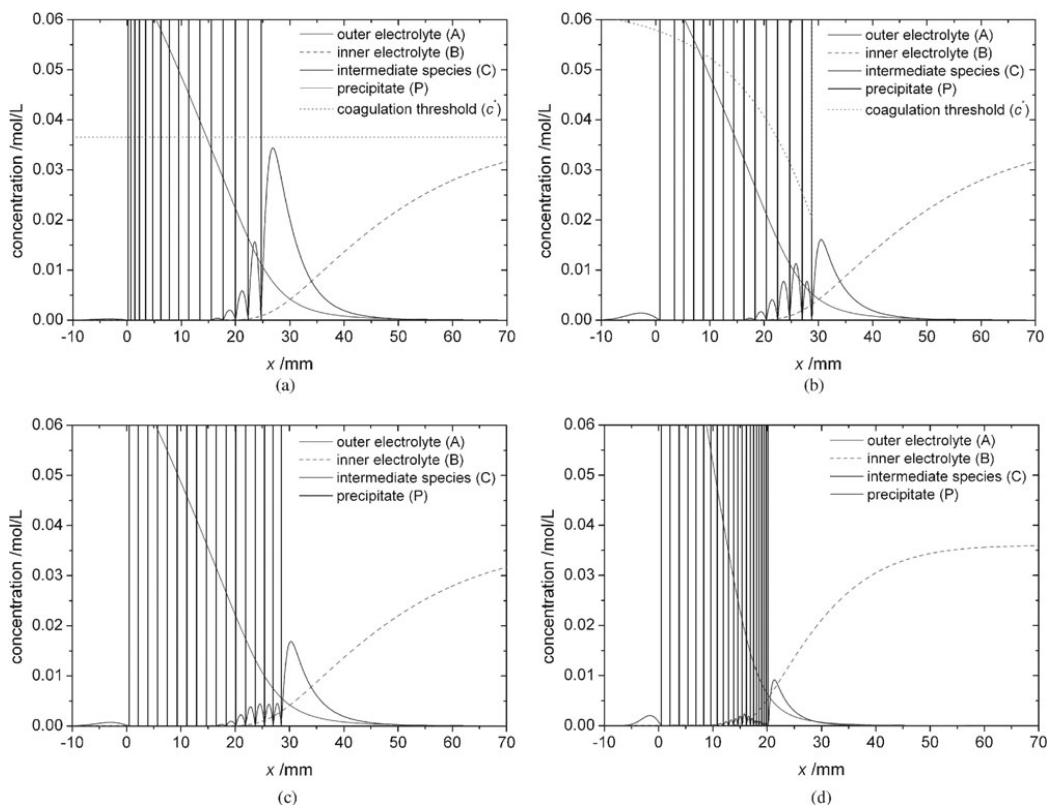 0.06
0.05
0.04
0.03
0.02
0.01
0.00
concentration /mol/L
outer electrolyte (A)
inner electrolyte (B)
intermediate species (C)
precipitate (P)
coagulation threshold (c*)
-10 0 10 20 30 40 50 60 70
x /mm
(a)
0.06
0.05
0.04
0.03
0.02
0.01
0.00
concentration /mol/L
outer electrolyte (A)
inner electrolyte (B)
intermediate species (C)
precipitate (P)
coagulation threshold (c*)
-10 0 10 20 30 40 50 60 70
x /mm
(b)
0.06
0.05
0.04
0.03
0.02
0.01
0.00
concentration /mol/L
outer electrolyte (A)
inner electrolyte (B)
intermediate species (C)
precipitate (P)
-10 0 10 20 30 40 50 60 70
x /mm
(c)
0.06
0.05
0.04
0.03
0.02
0.01
0.00
concentration /mol/L
outer electrolyte (A)
inner electrolyte (B)
intermediate species (C)
precipitate (P)
-10 0 10 20 30 40 50 60 70
x /mm
(d)